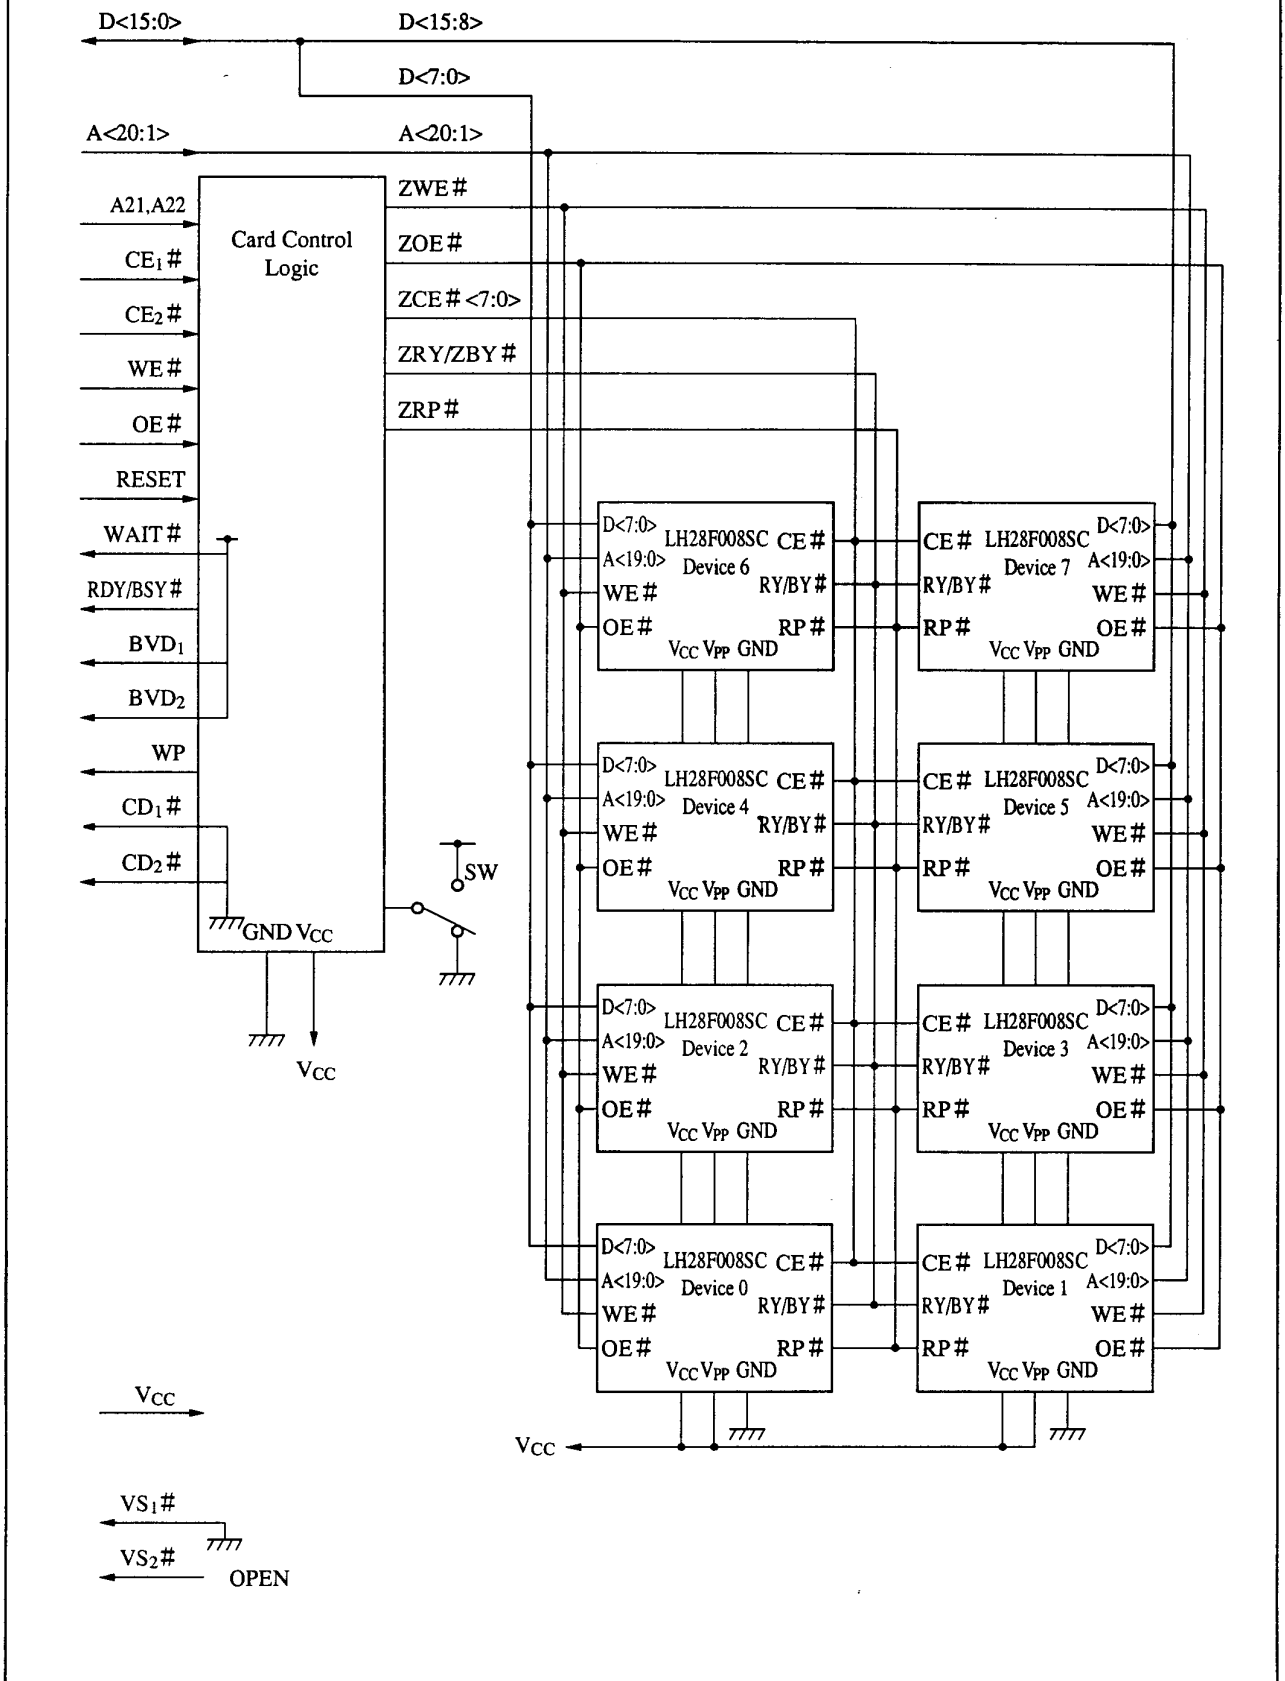 D<15:0> D<15:8>
D<7:0>
A<20:1> A<20:1>
ZWE#
A21,A22
Card Control
Logic
ZOE#
CE1#
ZCE#<7:0>
CE2#
ZRY/ZBY#
WE#
ZRP#
OE#
RESET
WAIT#
RDY/BSY#
BVD1
BVD2
WP
CD1#
CD2#
GND VCC
SW
VCC
D<7:0> LH28F008SC CE#
A<19:0> Device 6
WE# RY/BY#
OE# RP#
VCC VPP GND
CE# LH28F008SC D<7:0>
Device 7 A<19:0>
RY/BY# WE#
RP# OE#
VCC VPP GND
D<7:0> LH28F008SC CE#
A<19:0> Device 4
WE# RY/BY#
OE# RP#
VCC VPP GND
CE# LH28F008SC D<7:0>
Device 5 A<19:0>
RY/BY# WE#
RP# OE#
VCC VPP GND
D<7:0> LH28F008SC CE#
A<19:0> Device 2
WE# RY/BY#
OE# RP#
VCC VPP GND
CE# LH28F008SC D<7:0>
Device 3 A<19:0>
RY/BY# WE#
RP# OE#
VCC VPP GND
D<7:0> LH28F008SC CE#
A<19:0> Device 0
WE# RY/BY#
OE# RP#
VCC VPP GND
CE# LH28F008SC D<7:0>
Device 1 A<19:0>
RY/BY# WE#
RP# OE#
VCC VPP GND
VCC
VCC
VS1#
VS2#
OPEN